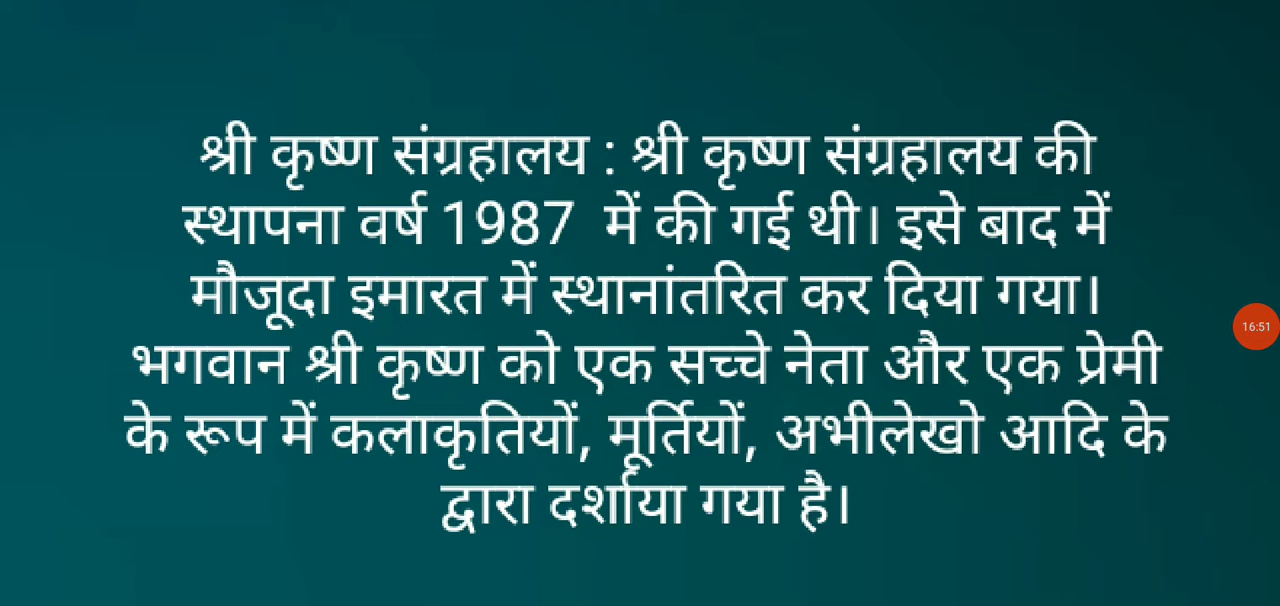 श्री कृष्ण संग्रहालय : श्री कृष्ण संग्रहालय की
स्थापना वर्ष 1987 में की गई थी। इसे बाद में
मौजूदा इमारत में स्थानांतरित कर दिया गया।
भगवान श्री कृष्ण को एक सच्चे नेता और एक प्रेमी
के रूप में कलाकृतियों, मूर्तियों, अभीलेखो आदि के
द्वारा दर्शाया गया है।
16:51